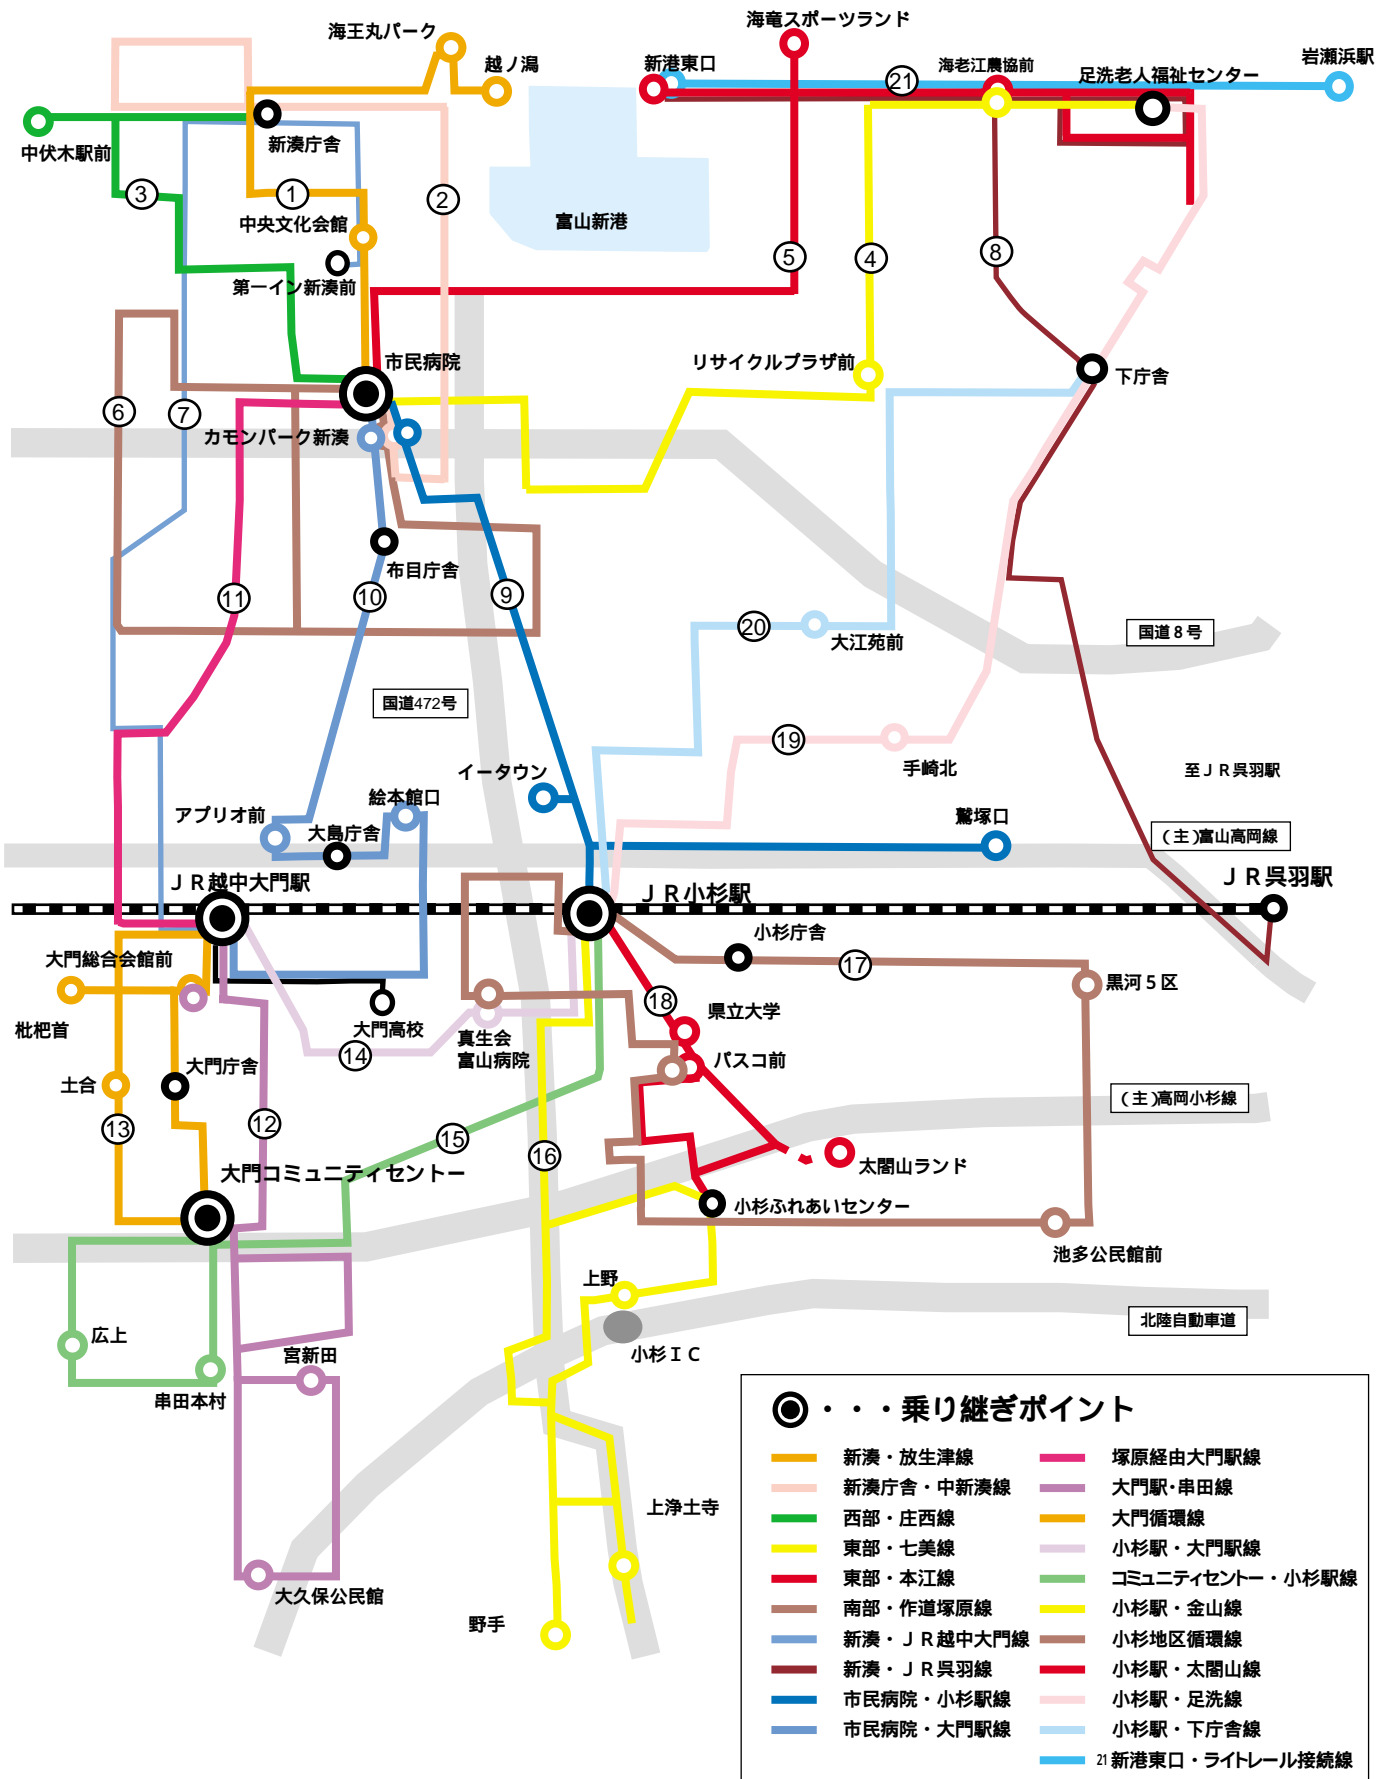 海竜スポーツランド
海王丸パーク
越ノ潟
新港東口
海老江農協前
足洗老人福祉センター
岩瀬浜駅
21
中伏木駅前
新湊庁舎
3
1
2
中央文化会館
富山新港
第一イン新湊前
5
4
8
市民病院
リサイクルプラザ前
下庁舎
6
7
カモンパーク新湊
布目庁舎
11
10
9
20
大江苑前
国道8号
国道472号
19
手崎北
イータウン
至JR呉羽駅
アプリオ前
絵本館口
大島庁舎
鷲塚口
(主)富山高岡線
JR越中大門駅
JR小杉駅
JR呉羽駅
小杉庁舎
大門総合会館前
17
黒河5区
枇杷首
大門高校
18
県立大学
真生会
富山病院
14
パスコ前
大門庁舎
土合
13
12
15
16
(主)高岡小杉線
大門コミュニティセントー
太閤山ランド
小杉ふれあいセンター
池多公民館前
上野
広上
宮新田
小杉IC
北陸自動車道
串田本村
上浄土寺
大久保公民館
野手
・・・乗り継ぎポイント
新湊・放生津線
新湊庁舎・中新湊線
西部・庄西線
東部・七美線
東部・本江線
南部・作道塚原線
新湊・JR越中大門線
新湊・JR呉羽線
市民病院・小杉駅線
市民病院・大門駅線
塚原経由大門駅線
大門駅・串田線
大門循環線
小杉駅・大門駅線
コミュニティセントー・小杉駅線
小杉駅・金山線
小杉地区循環線
小杉駅・太閤山線
小杉駅・足洗線
小杉駅・下庁舎線
21 新港東口・ライトレール接続線